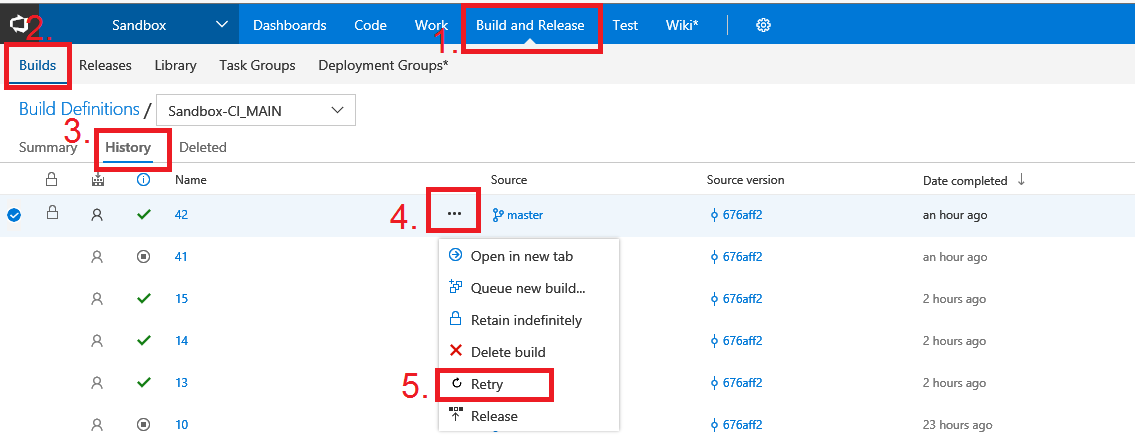 2. Sandbox Dashboards Code Work 1. Build and Release Test Wiki*
Builds Releases Library Task Groups Deployment Groups*
Build Definitions / Sandbox-CI_MAIN
3. Summary History Deleted
Name Source Source version Date completed
42 4. ... master 676aff2 an hour ago
41 Open in new tab 676aff2 an hour ago
Queue new build...
15 676aff2 2 hours ago
Retain indefinitely
14 676aff2 2 hours ago
Delete build
13 5. Retry 676aff2 2 hours ago
Release
10 676aff2 23 hours ago